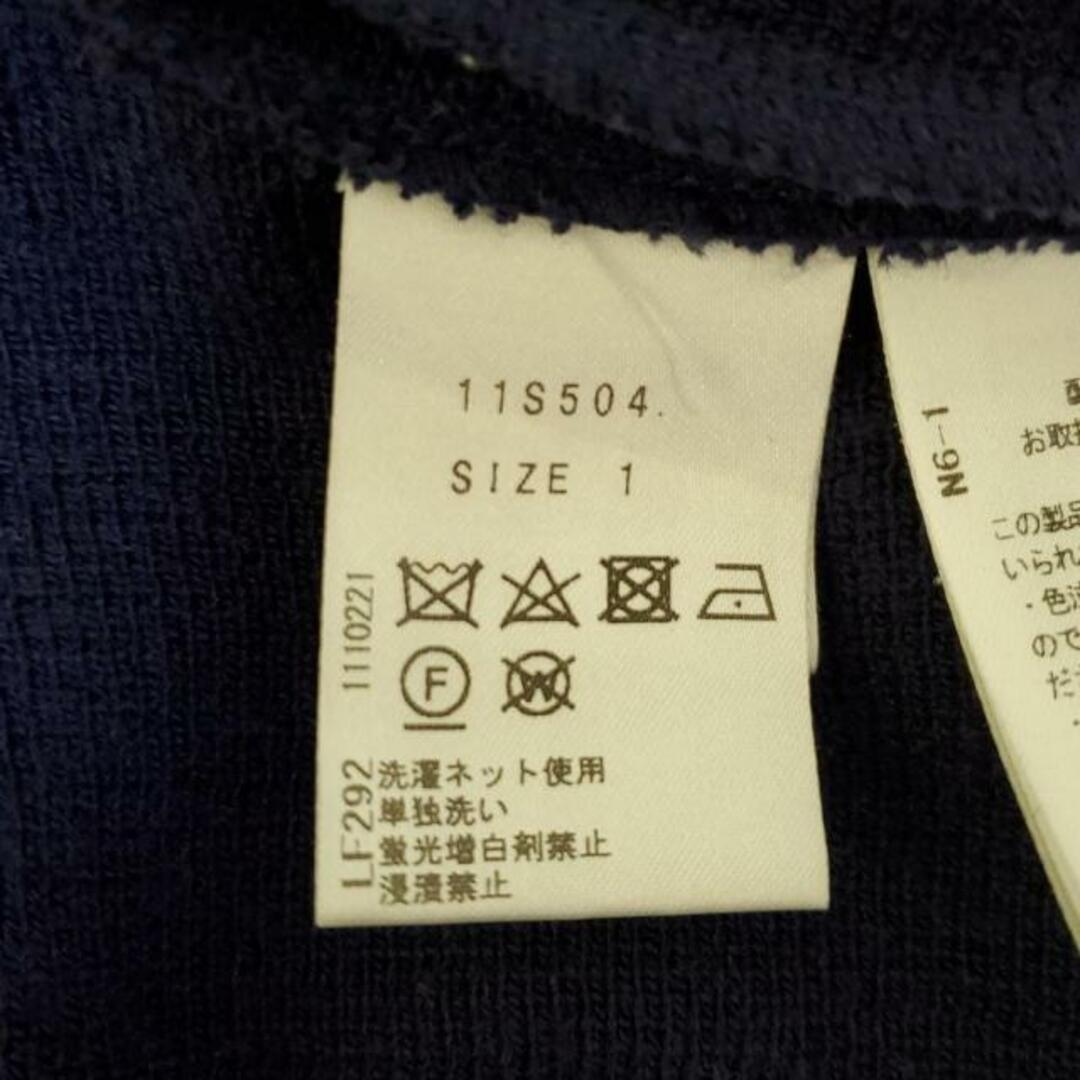 11S504.
SIZE 1
1110221
F
W
LF292
洗濯ネット使用
単独洗い
蛍光増白剤禁止
浸漬禁止
N6-1
お取
この製品
いられ
・色
ので